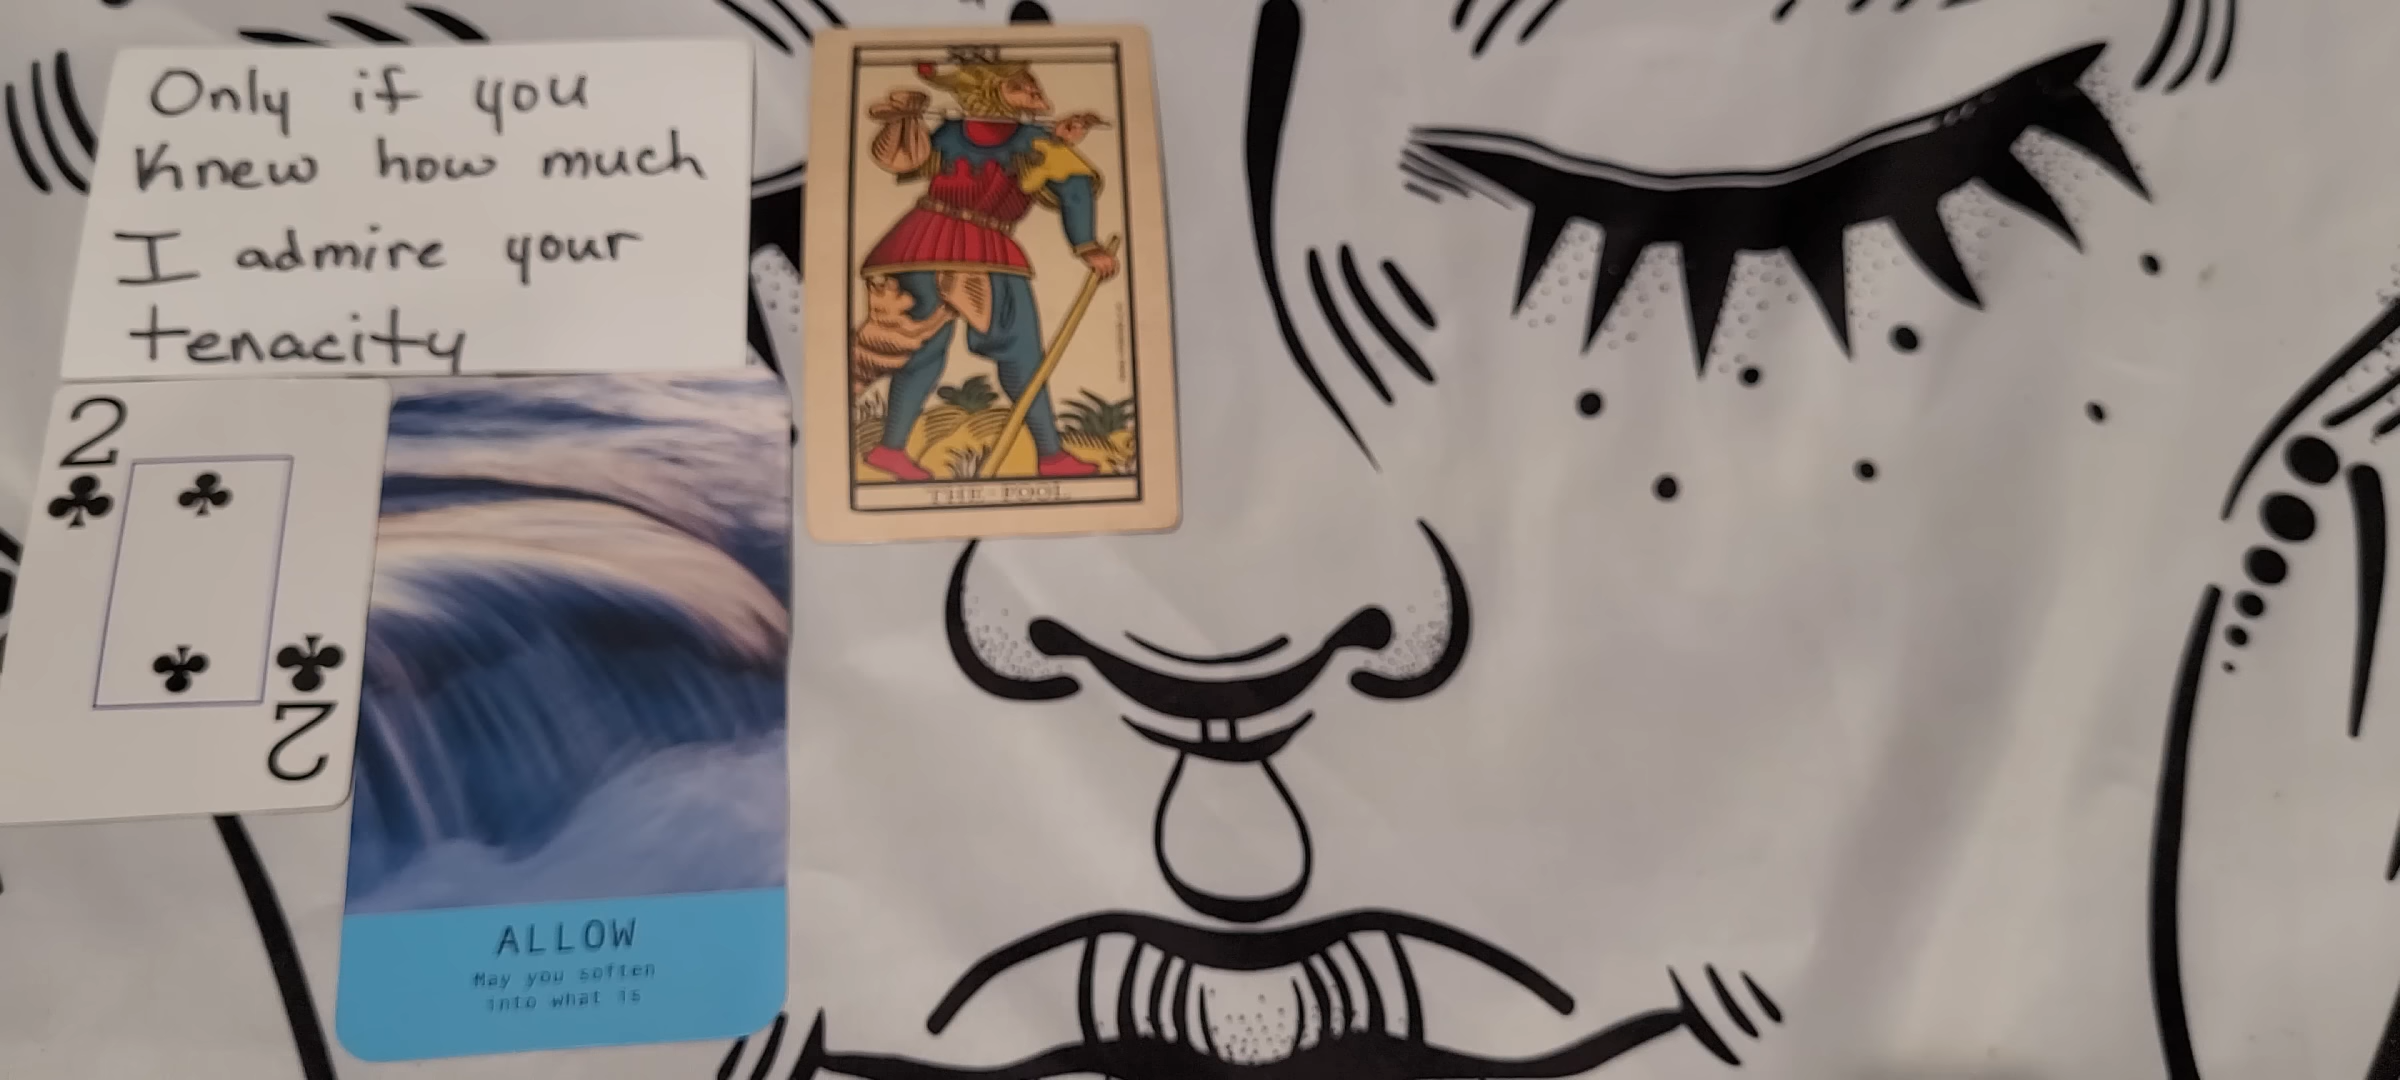 Only if you
Knew how much
I admire your
tenacity
XXI
THE·FOOL
2
2
ALLOW
May you soften
into what is